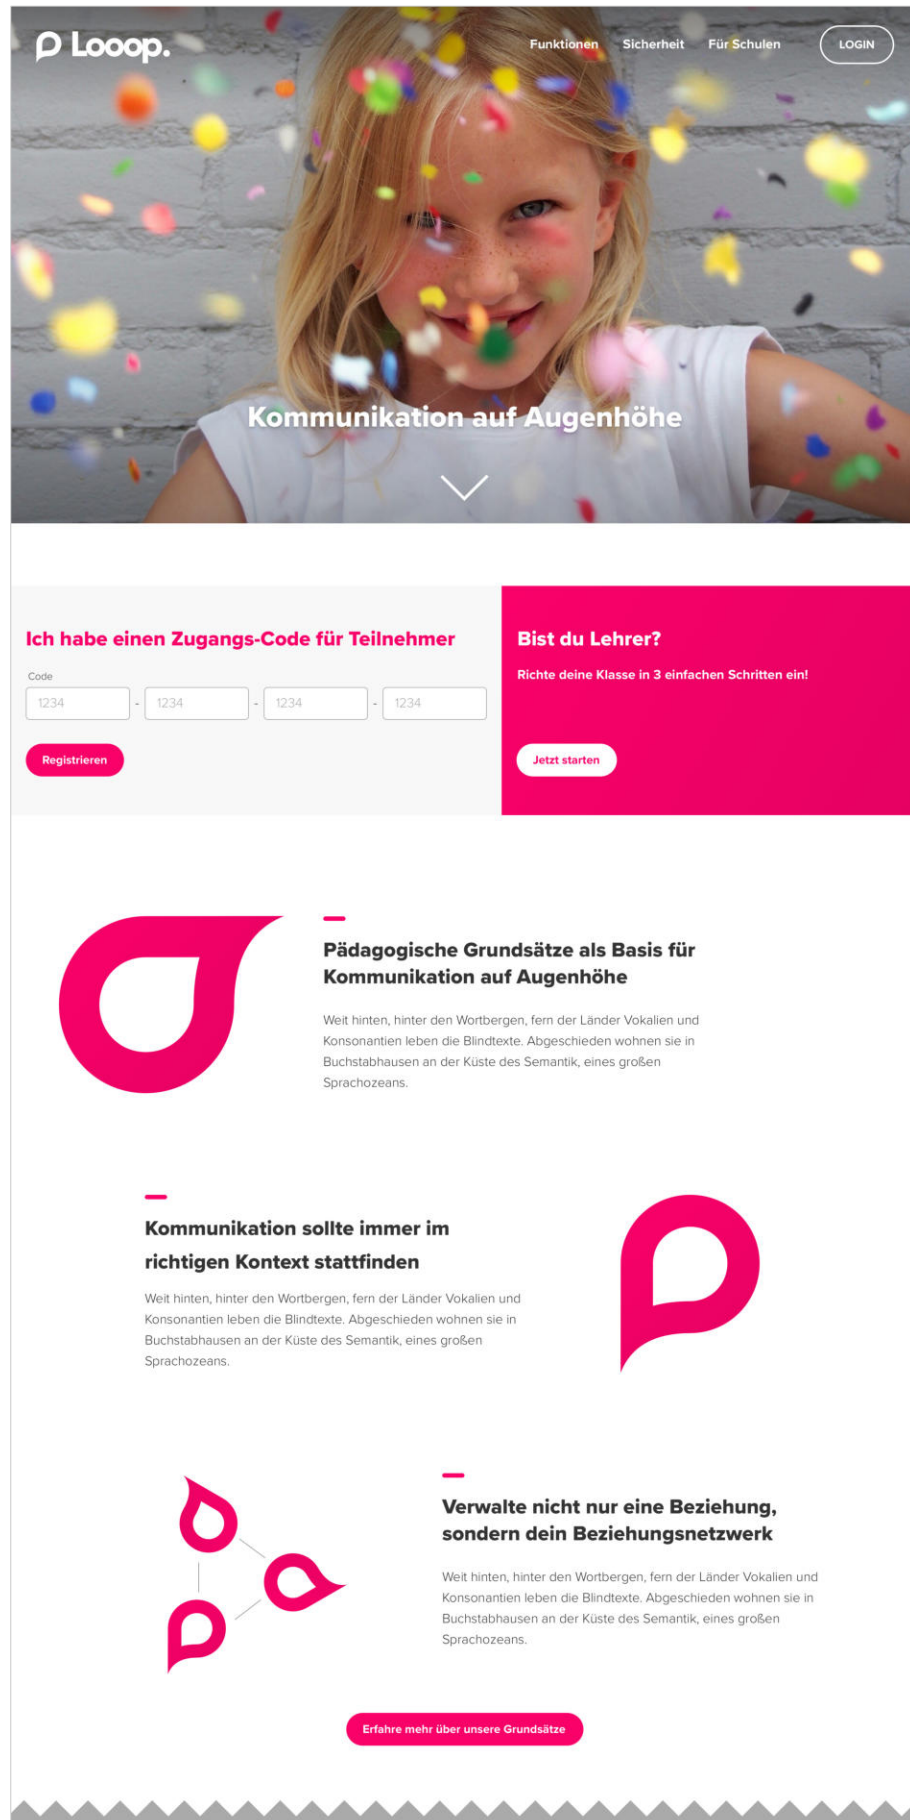 Looop.
Funktionen Sicherheit Für Schulen LOGIN
Kommunikation auf Augenhöhe
Ich habe einen Zugangs-Code für Teilnehmer
Code
1234 - 1234 - 1234 - 1234
Registrieren
Bist du Lehrer?
Richte deine Klasse in 3 einfachen Schritten ein!
Jetzt starten
Pädagogische Grundsätze als Basis für
Kommunikation auf Augenhöhe
Weit hinten, hinter den Wortbergen, fern der Länder Vokalien und
Konsonantien leben die Blindtexte. Abgeschieden wohnen sie in
Buchstabhausen an der Küste des Semantik, eines großen
Sprachozeans.
Kommunikation sollte immer im
richtigen Kontext stattfinden
Weit hinten, hinter den Wortbergen, fern der Länder Vokalien und
Konsonantien leben die Blindtexte. Abgeschieden wohnen sie in
Buchstabhausen an der Küste des Semantik, eines großen
Sprachozeans.
Verwalte nicht nur eine Beziehung,
sondern dein Beziehungsnetzwerk
Weit hinten, hinter den Wortbergen, fern der Länder Vokalien und
Konsonantien leben die Blindtexte. Abgeschieden wohnen sie in
Buchstabhausen an der Küste des Semantik, eines großen
Sprachozeans.
Erfahre mehr über unsere Grundsätze